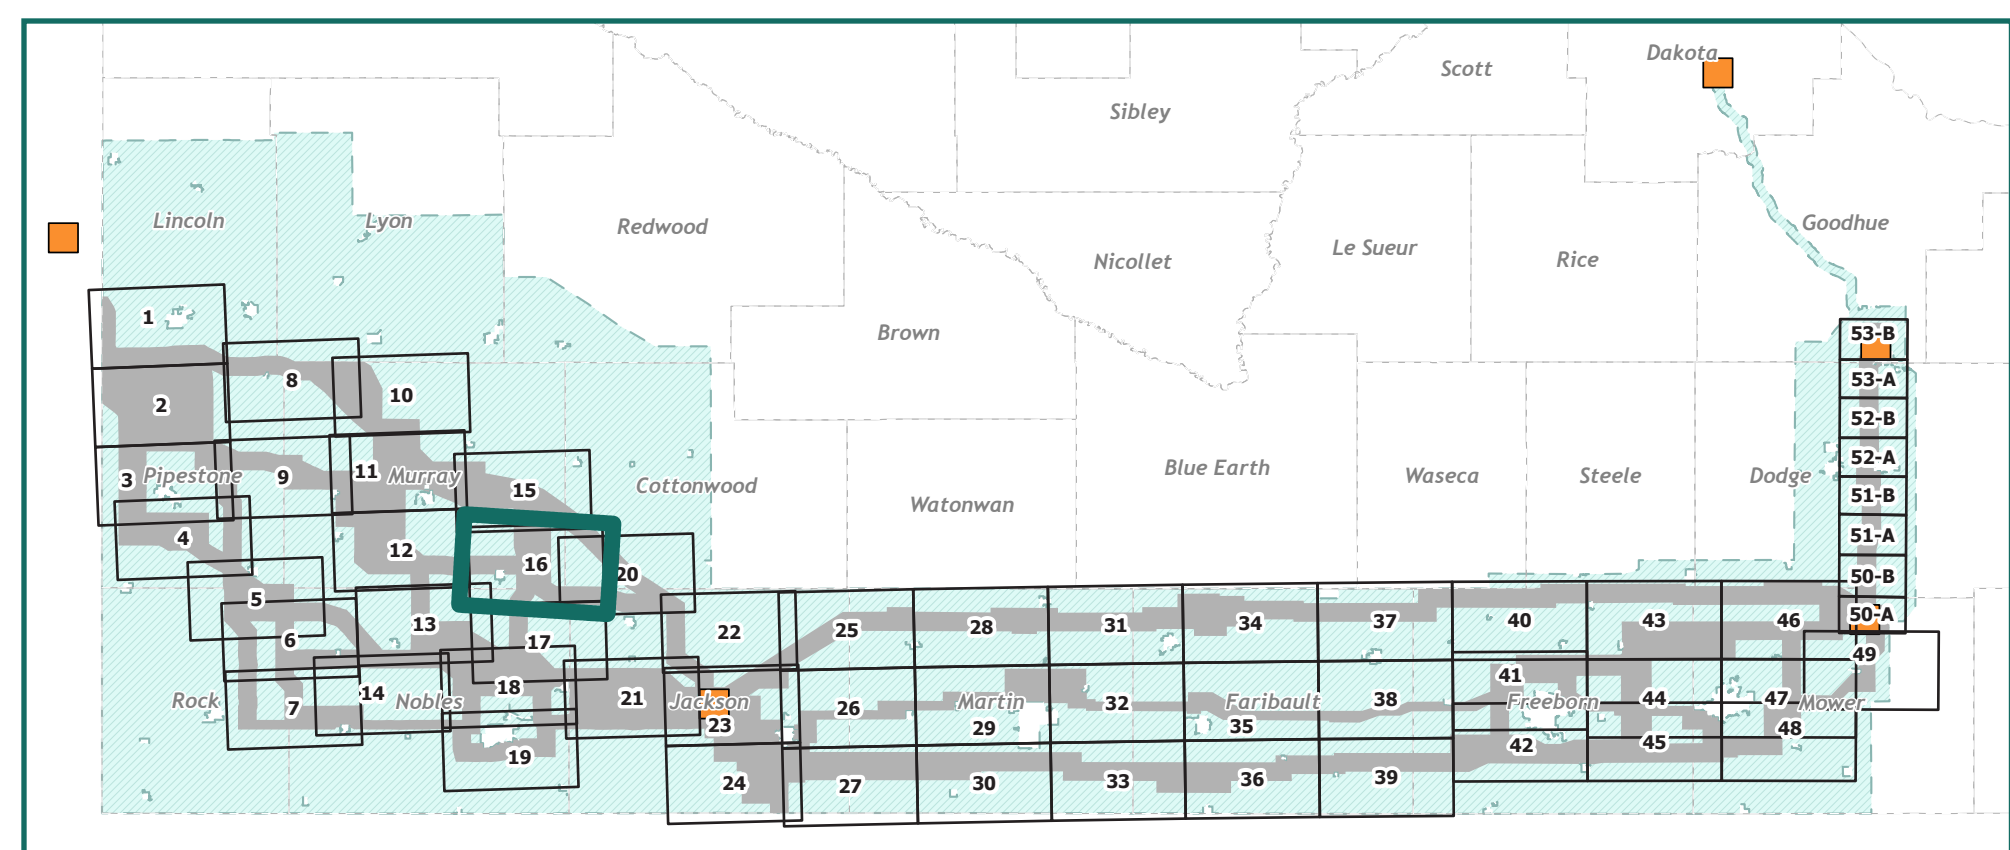 Dakota
Scott
Sibley
Lincoln
Lyon
Redwood
Goodhue
Le Sueur
Nicollet
Rice
1
Brown
53-B
8
10
53-A
2
52-B
52-A
Blue Earth
11
Pipestone
9
Murray
Waseca
Steele
Dodge
3
15
Cottonwood
51-B
Watonwan
4
51-A
12
16
20
50-B
5
50-A
6
13
17
22
25
28
31
34
37
40
43
46
49
41
Rock
7
14
Nobles
18
21
Jackson
26
Martin
32
Faribault
38
Freeborn
44
47
Mower
23
29
35
48
19
42
45
24
27
30
33
36
39